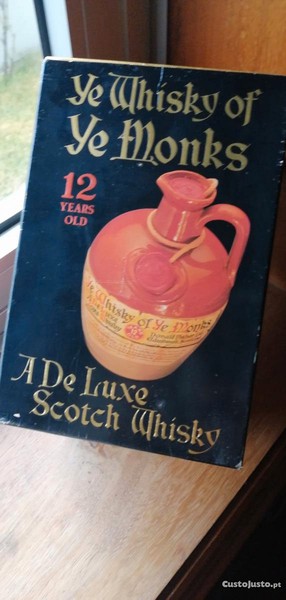 Ye Whisky of
Ye Monks
12
YEARS
OLD
Ye Whisky of Ye Monks
A De Luxe
Scotch Whisky
CustoJusto.pt